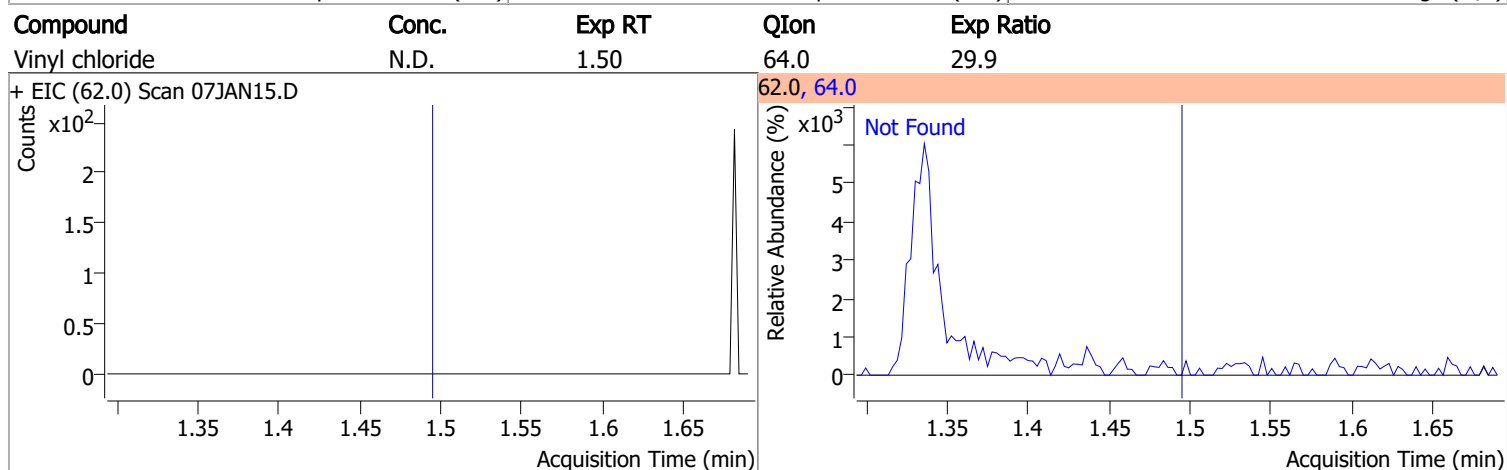 Compound Conc. Exp RT QIon Exp Ratio
Vinyl chloride N.D. 1.50 64.0 29.9
+ EIC (62.0) Scan 07JAN15.D
Counts
x10²
2
1.5
1
0.5
0
1.35 1.4 1.45 1.5 1.55 1.6 1.65
Acquisition Time (min)
62.0, 64.0
Relative Abundance (%)
x10³
Not Found
5
4
3
2
1
0
1.35 1.4 1.45 1.5 1.55 1.6 1.65
Acquisition Time (min)